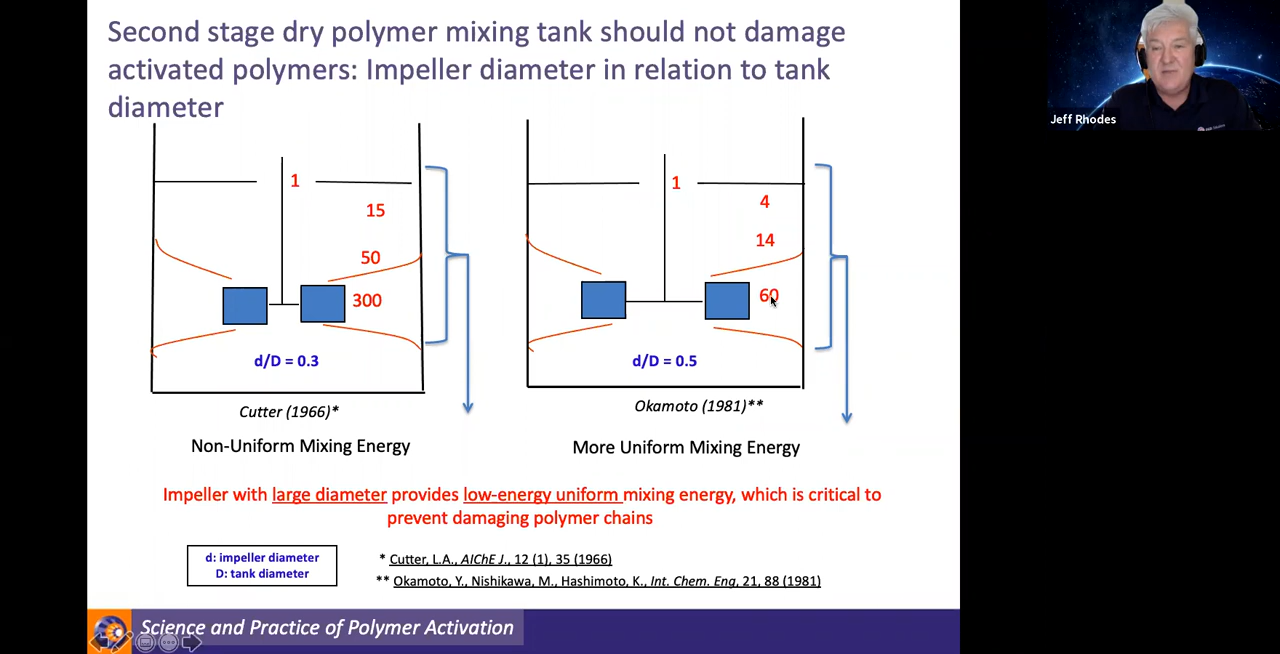 Second stage dry polymer mixing tank should not damage
activated polymers: Impeller diameter in relation to tank
diameter
Jeff Rhodes
1
15
50
300
d/D = 0.3
Cutter (1966)*
Non-Uniform Mixing Energy
1
4
14
60
d/D = 0.5
Okamoto (1981)**
More Uniform Mixing Energy
Impeller with large diameter provides low-energy uniform mixing energy, which is critical to
prevent damaging polymer chains
d: impeller diameter
D: tank diameter
* Cutter, L.A., AIChE J., 12 (1), 35 (1966)
** Okamoto, Y., Nishikawa, M., Hashimoto, K., Int. Chem. Eng, 21, 88 (1981)
Science and Practice of Polymer Activation